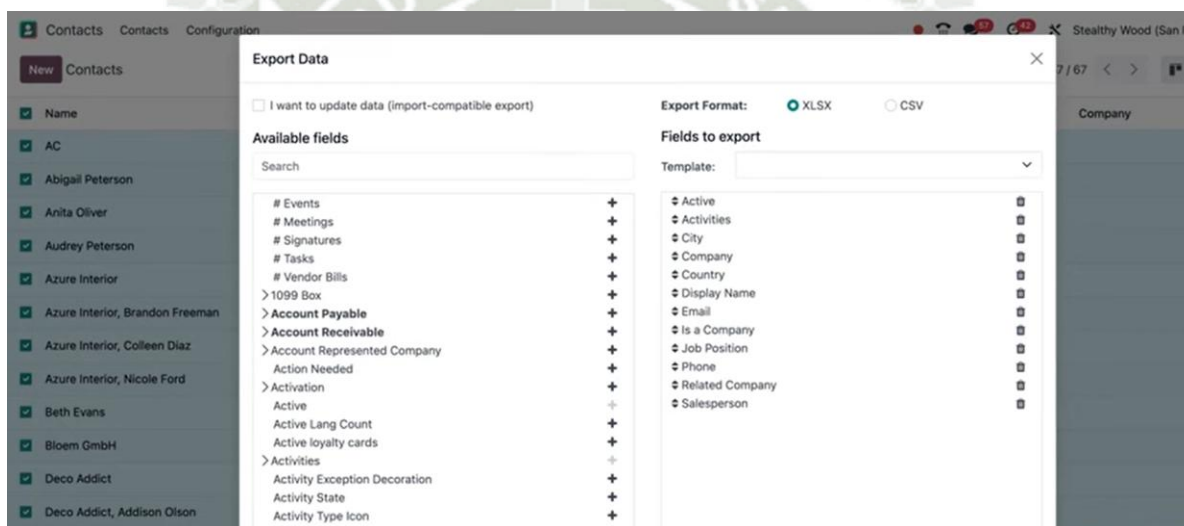 Contacts Contacts Configuration
57 42 Stealthy Wood (San
New Contacts
7 / 67
Name
Company
AC
Abigail Peterson
Anita Oliver
Audrey Peterson
Azure Interior
Azure Interior, Brandon Freeman
Azure Interior, Colleen Diaz
Azure Interior, Nicole Ford
Beth Evans
Bloem GmbH
Deco Addict
Deco Addict, Addison Olson
Export Data
I want to update data (import-compatible export)
Export Format: XLSX CSV
Available fields
Search
# Events
# Meetings
# Signatures
# Tasks
# Vendor Bills
1099 Box
Account Payable
Account Receivable
Account Represented Company
Action Needed
Activation
Active
Active Lang Count
Active loyalty cards
Activities
Activity Exception Decoration
Activity State
Activity Type Icon
Fields to export
Template:
Active
Activities
City
Company
Country
Display Name
Email
Is a Company
Job Position
Phone
Related Company
Salesperson